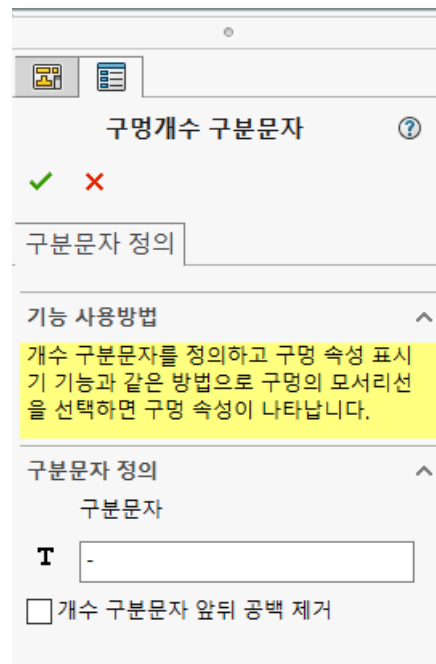 구멍개수 구분문자
구분문자 정의
기능 사용방법
개수 구분문자를 정의하고 구멍 속성 표시
기 기능과 같은 방법으로 구멍의 모서리선
을 선택하면 구멍 속성이 나타납니다.
구분문자 정의
구분문자
T -
개수 구분문자 앞뒤 공백 제거